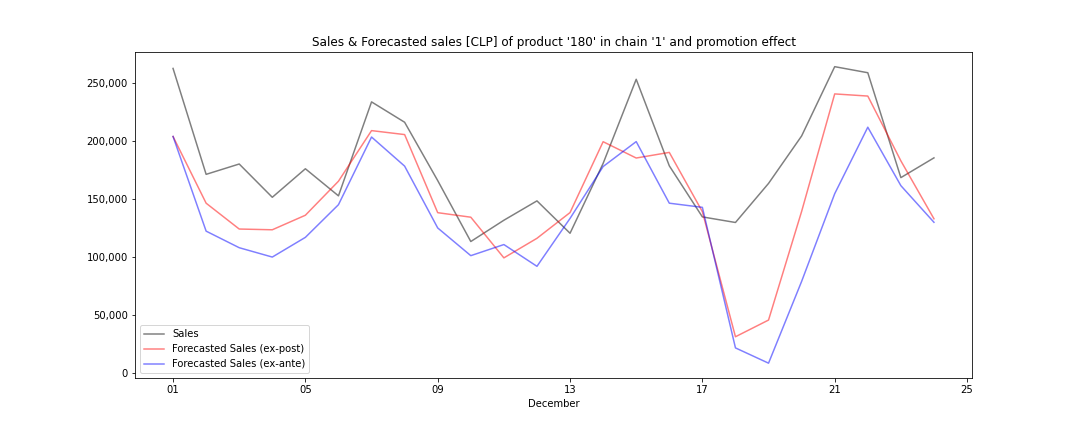 Sales & Forecasted sales [CLP] of product '180' in chain '1' and promotion effect
250,000
200,000
150,000
100,000
50,000
0
Sales
Forecasted Sales (ex-post)
Forecasted Sales (ex-ante)
01 05 09 13 17 21 25
December